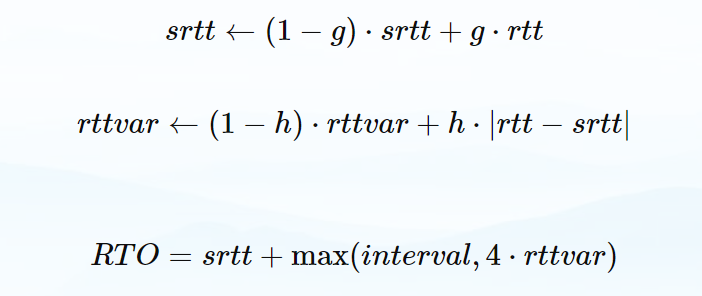 srtt ← (1 − g) · srtt + g · rtt
rttvar ← (1 − h) · rttvar + h · |rtt − srtt|
RTO = srtt + max(interval, 4 · rttvar)